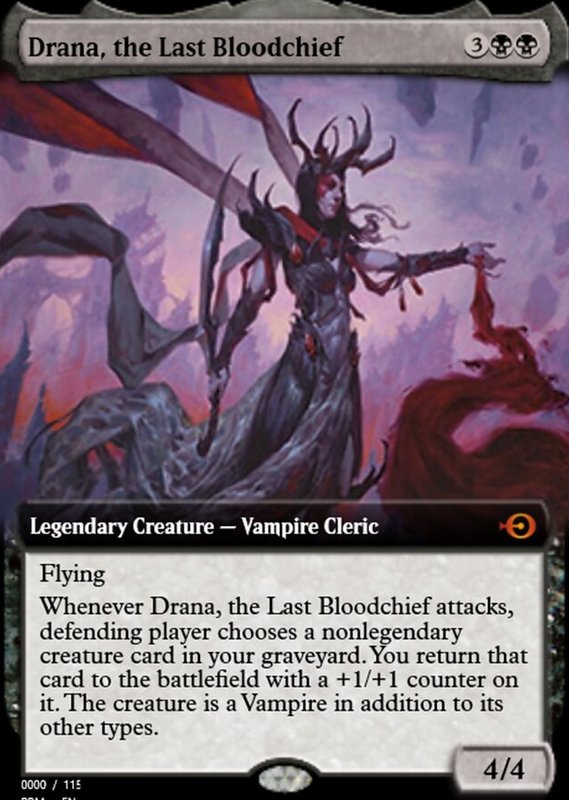 Drana, the Last Bloodchief 3
Legendary Creature — Vampire Cleric
Flying
Whenever Drana, the Last Bloodchief attacks,
defending player chooses a nonlegendary
creature card in your graveyard. You return that
card to the battlefield with a +1/+1 counter on
it. The creature is a Vampire in addition to its
other types.
4/4
0000 / 115